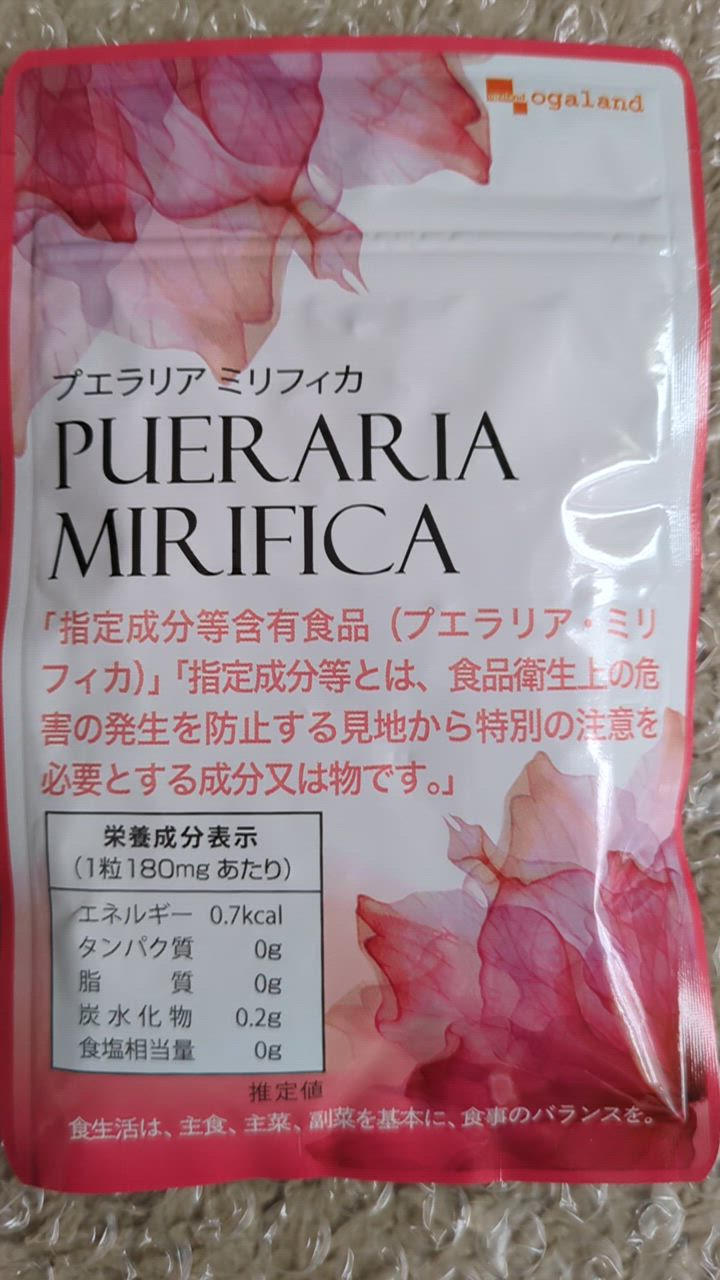 ogaland
プエラリア ミリフィカ
PUERARIA
MIRIFICA
「指定成分等含有食品（プエラリア・ミリ
フィカ）」「指定成分等とは、食品衛生上の危
害の発生を防止する見地から特別の注意を
必要とする成分又は物です。」
栄養成分表示
（1粒180mgあたり）
エネルギー 0.7kcal
タンパク質 0g
脂 質 0g
炭水化物 0.2g
食塩相当量 0g
推定値
食生活は、主食、主菜、副菜を基本に、食事のバランスを。